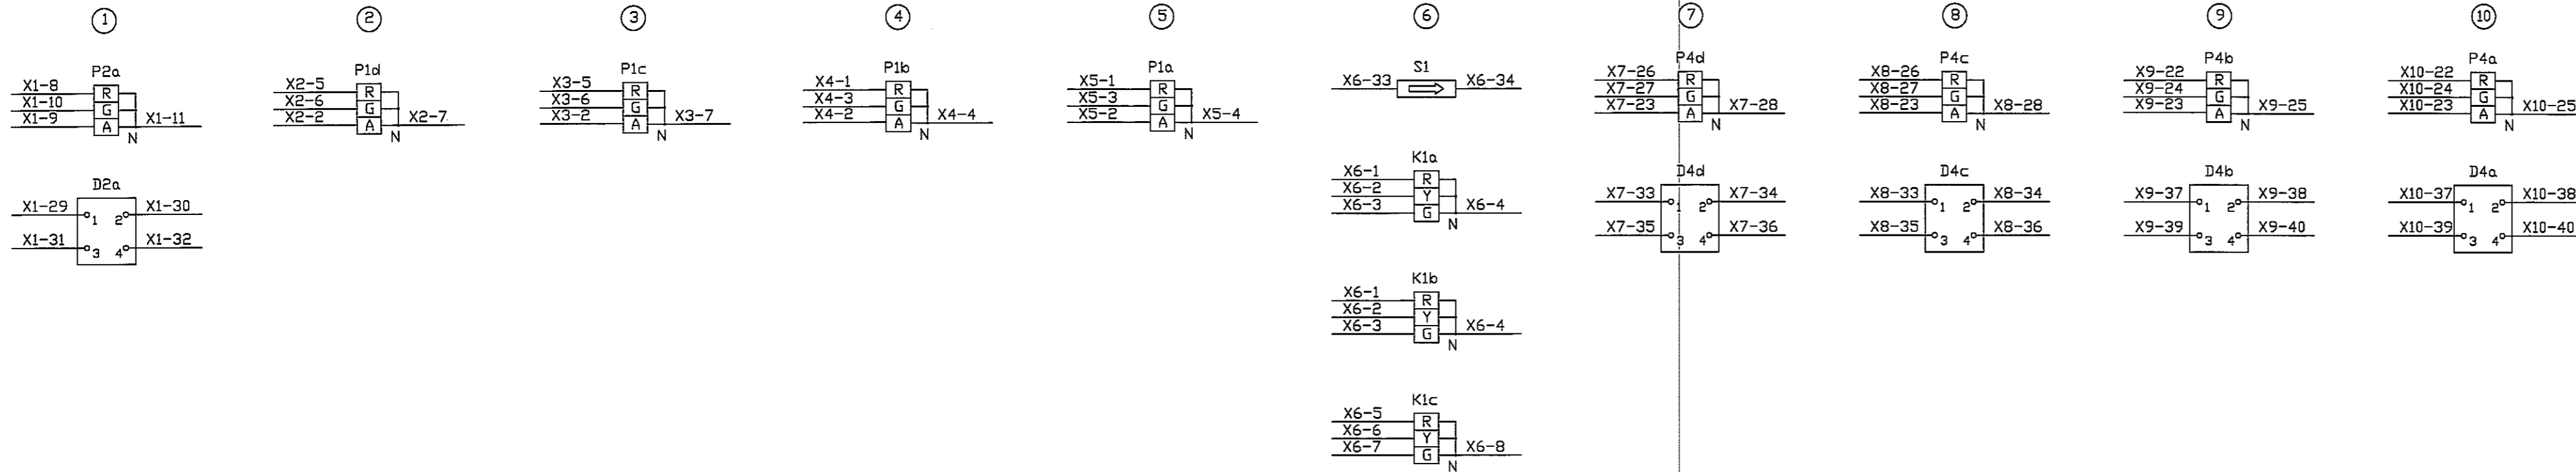 1 2 3 4 5 6 7 8 9 10
P2a
X1-8 R
X1-10 G
X1-9 A X1-11
N
D2a
X1-29 1 2 X1-30
X1-31 3 4 X1-32
P1d
X2-5 R
X2-6 G
X2-2 A X2-7
N
P1c
X3-5 R
X3-6 G
X3-2 A X3-7
N
P1b
X4-1 R
X4-3 G
X4-2 A X4-4
N
P1a
X5-1 R
X5-3 G
X5-2 A X5-4
N
S1
X6-33 X6-34
K1a
X6-1 R
X6-2 Y
X6-3 G X6-4
N
K1b
X6-1 R
X6-2 Y
X6-3 G X6-4
N
K1c
X6-5 R
X6-6 Y
X6-7 G X6-8
N
P4d
X7-26 R
X7-27 G
X7-23 A X7-28
N
D4d
X7-33 1 2 X7-34
X7-35 3 4 X7-36
P4c
X8-26 R
X8-27 G
X8-23 A X8-28
N
D4c
X8-33 1 2 X8-34
X8-35 3 4 X8-36
P4b
X9-22 R
X9-24 G
X9-23 A X9-25
N
D4b
X9-37 1 2 X9-38
X9-39 3 4 X9-40
P4a
X10-22 R
X10-24 G
X10-23 A X10-25
N
D4a
X10-37 1 2 X10-38
X10-39 3 4 X10-40